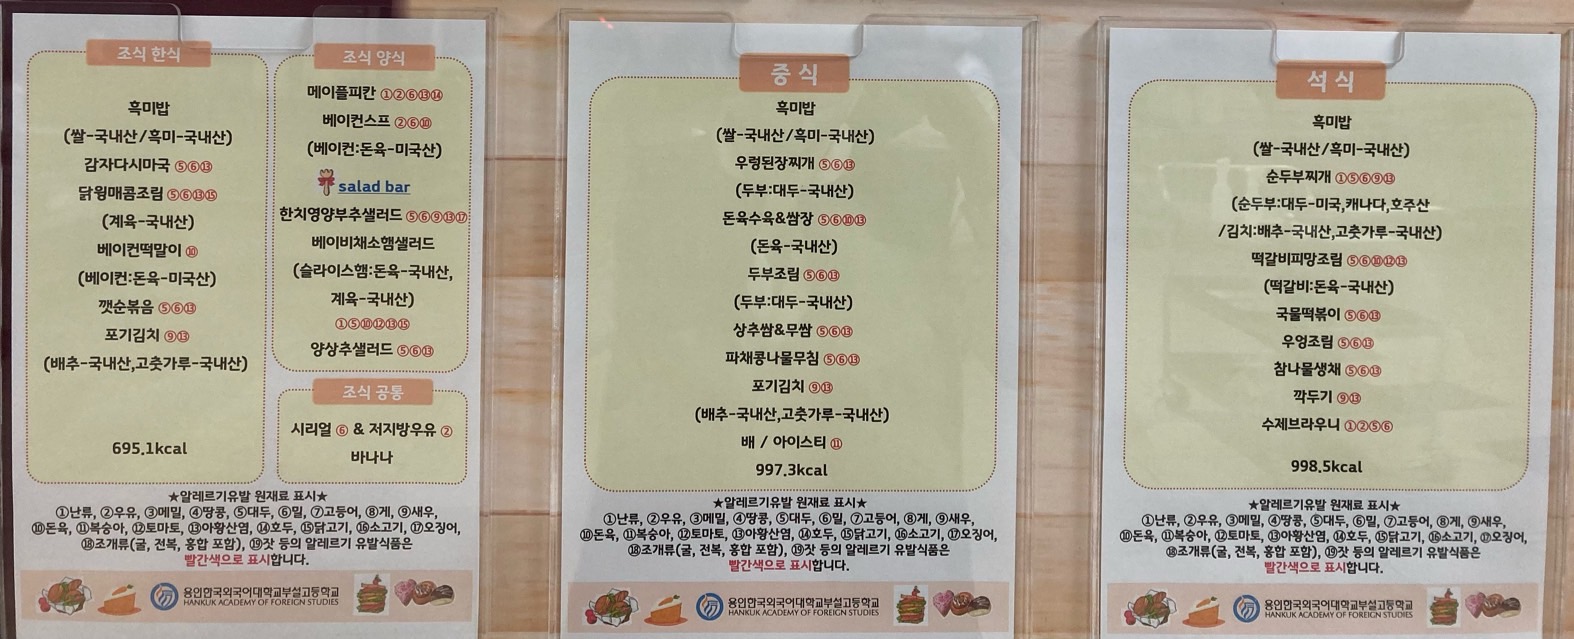 조식 한식
흑미밥
(쌀-국내산/흑미-국내산)
감자다시마국 ⑤⑥⑬
닭윙매콤조림 ⑤⑥⑬⑮
(계육-국내산)
베이컨떡말이 ⑩
(베이컨:돈육-미국산)
깻순볶음 ⑤⑥⑬
포기김치 ⑨⑬
(배추-국내산,고춧가루-국내산)
695.1kcal
조식 양식
메이플피칸 ①②⑥⑬⑭
베이컨스프 ②⑥⑩
(베이컨:돈육-미국산)
salad bar
한치영양부추샐러드 ⑤⑥⑨⑬⑰
베이비채소햄샐러드
(슬라이스햄:돈육-국내산,
계육-국내산)
①⑤⑩⑫⑬⑮
양상추샐러드 ⑤⑥⑬
조식 공통
시리얼 ⑥ & 저지방우유 ②
바나나
★알레르기유발 원재료 표시★
①난류, ②우유, ③메밀, ④땅콩, ⑤대두, ⑥밀, ⑦고등어, ⑧게, ⑨새우,
⑩돈육, ⑪복숭아, ⑫토마토, ⑬아황산염, ⑭호두, ⑮닭고기, ⑯소고기, ⑰오징어,
⑱조개류(굴, 전복, 홍합 포함), ⑲잣 등의 알레르기 유발식품은
빨간색으로 표시합니다.
용인한국외국어대학교부설고등학교
HANKUK ACADEMY OF FOREIGN STUDIES
중식
흑미밥
(쌀-국내산/흑미-국내산)
우렁된장찌개 ⑤⑥⑬
(두부:대두-국내산)
돈육수육&쌈장 ⑤⑥⑩⑬
(돈육-국내산)
두부조림 ⑤⑥⑬
(두부:대두-국내산)
상추쌈&무쌈 ⑤⑥⑬
파채콩나물무침 ⑤⑥⑬
포기김치 ⑨⑬
(배추-국내산,고춧가루-국내산)
배 / 아이스티 ⑪
997.3kcal
★알레르기유발 원재료 표시★
①난류, ②우유, ③메밀, ④땅콩, ⑤대두, ⑥밀, ⑦고등어, ⑧게, ⑨새우,
⑩돈육, ⑪복숭아, ⑫토마토, ⑬아황산염, ⑭호두, ⑮닭고기, ⑯소고기, ⑰오징어,
⑱조개류(굴, 전복, 홍합 포함), ⑲잣 등의 알레르기 유발식품은
빨간색으로 표시합니다.
용인한국외국어대학교부설고등학교
HANKUK ACADEMY OF FOREIGN STUDIES
석식
흑미밥
(쌀-국내산/흑미-국내산)
순두부찌개 ①⑤⑥⑨⑬
(순두부:대두-미국,캐나다,호주산
/김치:배추-국내산,고춧가루-국내산)
떡갈비피망조림 ⑤⑥⑩⑫⑬
(떡갈비:돈육-국내산)
국물떡볶이 ⑤⑥⑬
우엉조림 ⑤⑥⑬
참나물생채 ⑤⑥⑬
깍두기 ⑨⑬
수제브라우니 ①②⑤⑥
998.5kcal
★알레르기유발 원재료 표시★
①난류, ②우유, ③메밀, ④땅콩, ⑤대두, ⑥밀, ⑦고등어, ⑧게, ⑨새우,
⑩돈육, ⑪복숭아, ⑫토마토, ⑬아황산염, ⑭호두, ⑮닭고기, ⑯소고기, ⑰오징어,
⑱조개류(굴, 전복, 홍합 포함), ⑲잣 등의 알레르기 유발식품은
빨간색으로 표시합니다.
용인한국외국어대학교부설고등학교
HANKUK ACADEMY OF FOREIGN STUDIES